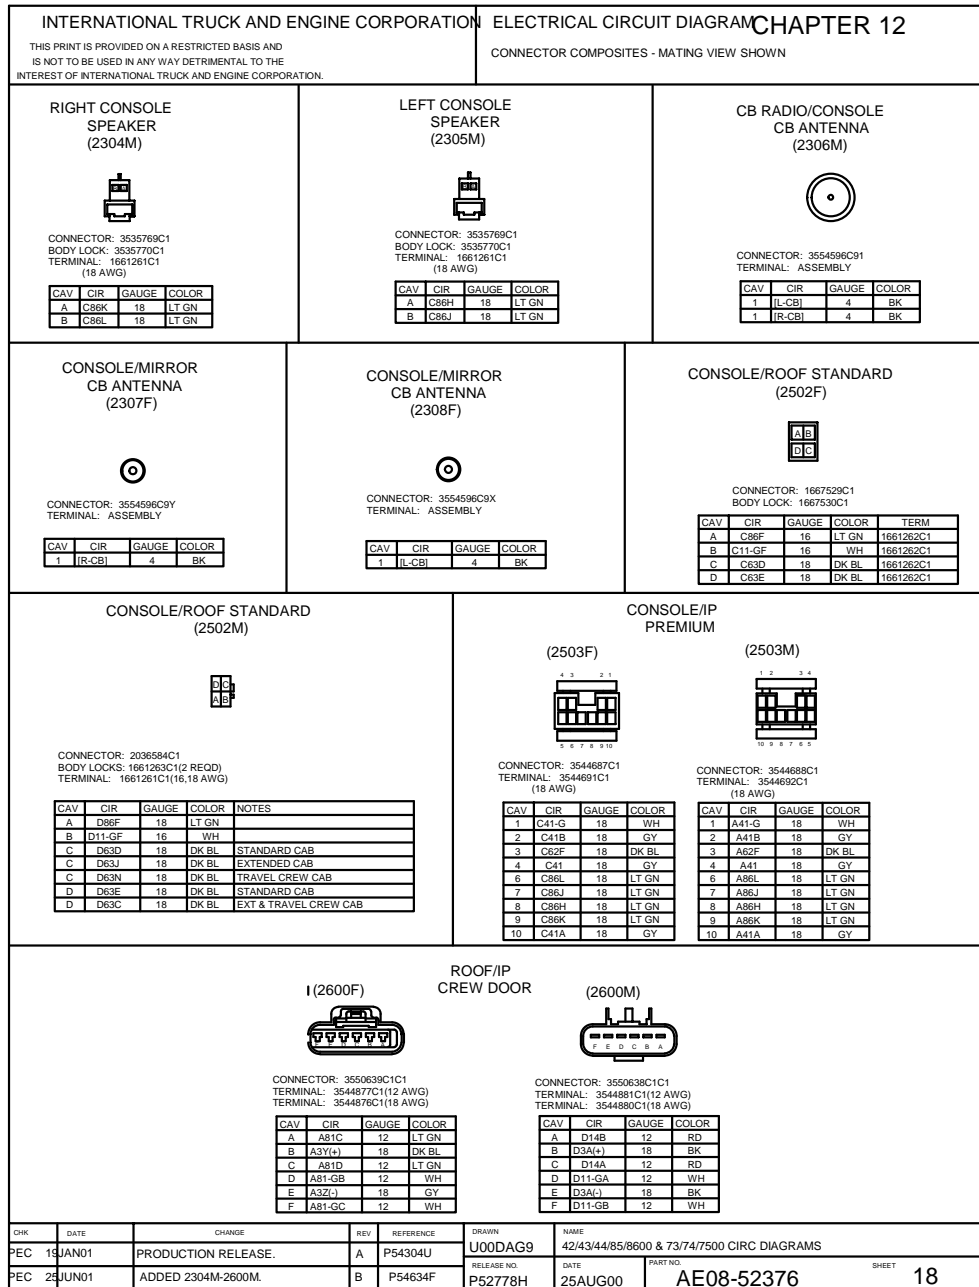 INTERNATIONAL TRUCK AND ENGINE CORPORATION
THIS PRINT IS PROVIDED ON A RESTRICTED BASIS AND
IS NOT TO BE USED IN ANY WAY DETRIMENTAL TO THE
INTEREST OF INTERNATIONAL TRUCK AND ENGINE CORPORATION.
ELECTRICAL CIRCUIT DIAGRAM CHAPTER 12
CONNECTOR COMPOSITES - MATING VIEW SHOWN
RIGHT CONSOLE
SPEAKER
(2304M)
CONNECTOR: 3535769C1
BODY LOCK: 3535770C1
TERMINAL: 1661261C1
(18 AWG)
CAV CIR GAUGE COLOR
A C86K 18 LT GN
B C86L 18 LT GN
LEFT CONSOLE
SPEAKER
(2305M)
CONNECTOR: 3535769C1
BODY LOCK: 3535770C1
TERMINAL: 1661261C1
(18 AWG)
CAV CIR GAUGE COLOR
A C86H 18 LT GN
B C86J 18 LT GN
CB RADIO/CONSOLE
CB ANTENNA
(2306M)
CONNECTOR: 3554596C91
TERMINAL: ASSEMBLY
CAV CIR GAUGE COLOR
1 [L-CB] 4 BK
1 [R-CB] 4 BK
CONSOLE/MIRROR
CB ANTENNA
(2307F)
CONNECTOR: 3554596C9Y
TERMINAL: ASSEMBLY
CAV CIR GAUGE COLOR
1 [R-CB] 4 BK
CONSOLE/MIRROR
CB ANTENNA
(2308F)
CONNECTOR: 3554596C9X
TERMINAL: ASSEMBLY
CAV CIR GAUGE COLOR
1 [L-CB] 4 BK
CONSOLE/ROOF STANDARD
(2502F)
A B
D C
CONNECTOR: 1667529C1
BODY LOCK: 1667530C1
CAV CIR GAUGE COLOR TERM
A C86F 16 LT GN 1661262C1
B C11-GF 16 WH 1661262C1
C C63D 18 DK BL 1661262C1
D C63E 18 DK BL 1661262C1
CONSOLE/ROOF STANDARD
(2502M)
D C
A B
CONNECTOR: 2036584C1
BODY LOCKS: 1661263C1(2 REQD)
TERMINAL: 1661261C1(16,18 AWG)
CAV CIR GAUGE COLOR NOTES
A D86F 18 LT GN
B D11-GF 16 WH
C D63D 18 DK BL STANDARD CAB
C D63J 18 DK BL EXTENDED CAB
C D63N 18 DK BL TRAVEL CREW CAB
D D63E 18 DK BL STANDARD CAB
D D63C 18 DK BL EXT & TRAVEL CREW CAB
CONSOLE/IP
PREMIUM
(2503F)
4 3 2 1
5 6 7 8 9 10
CONNECTOR: 3544687C1
TERMINAL: 3544691C1
(18 AWG)
CAV CIR GAUGE COLOR
1 C41-G 18 WH
2 C41B 18 GY
3 C62F 18 DK BL
4 C41 18 GY
6 C86L 18 LT GN
7 C86J 18 LT GN
8 C86H 18 LT GN
9 C86K 18 LT GN
10 C41A 18 GY
(2503M)
1 2 3 4
10 9 8 7 6 5
CONNECTOR: 3544688C1
TERMINAL: 3544692C1
(18 AWG)
CAV CIR GAUGE COLOR
1 A41-G 18 WH
2 A41B 18 GY
3 A62F 18 DK BL
4 A41 18 GY
6 A86L 18 LT GN
7 A86J 18 LT GN
8 A86H 18 LT GN
9 A86K 18 LT GN
10 A41A 18 GY
ROOF/IP
CREW DOOR
(2600F)
F E D C B A
CONNECTOR: 3550639C1C1
TERMINAL: 3544877C1(12 AWG)
TERMINAL: 3544876C1(18 AWG)
CAV CIR GAUGE COLOR
A A81C 12 LT GN
B A3Y(+) 18 DK BL
C A81D 12 LT GN
D A81-GB 12 WH
E A3Z(-) 18 GY
F A81-GC 12 WH
(2600M)
F E D C B A
CONNECTOR: 3550638C1C1
TERMINAL: 3544881C1(12 AWG)
TERMINAL: 3544880C1(18 AWG)
CAV CIR GAUGE COLOR
A D14B 12 RD
B D3A(+) 18 BK
C D14A 12 RD
D D11-GA 12 WH
E D3A(-) 18 BK
F D11-GB 12 WH
CHK DATE CHANGE REV REFERENCE
PEC 19JAN01 PRODUCTION RELEASE. A P54304U
PEC 25JUN01 ADDED 2304M-2600M. B P54634F
DRAWN
U00DAG9
NAME
42/43/44/85/8600 & 73/74/7500 CIRC DIAGRAMS
RELEASE NO.
P52778H
DATE
25AUG00
PART NO.
AE08-52376
SHEET
18